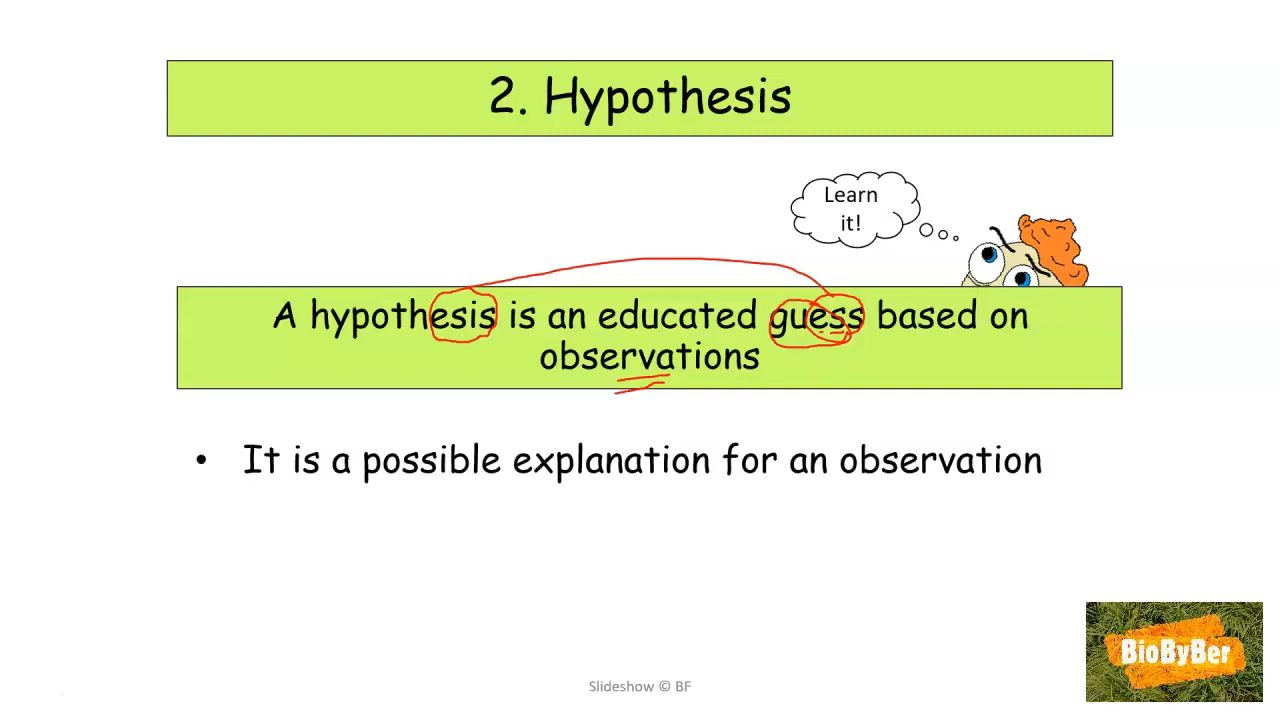 2. Hypothesis
Learn
it!
A hypothesis is an educated guess based on
observations
• It is a possible explanation for an observation
BioByBer
Slideshow © BF